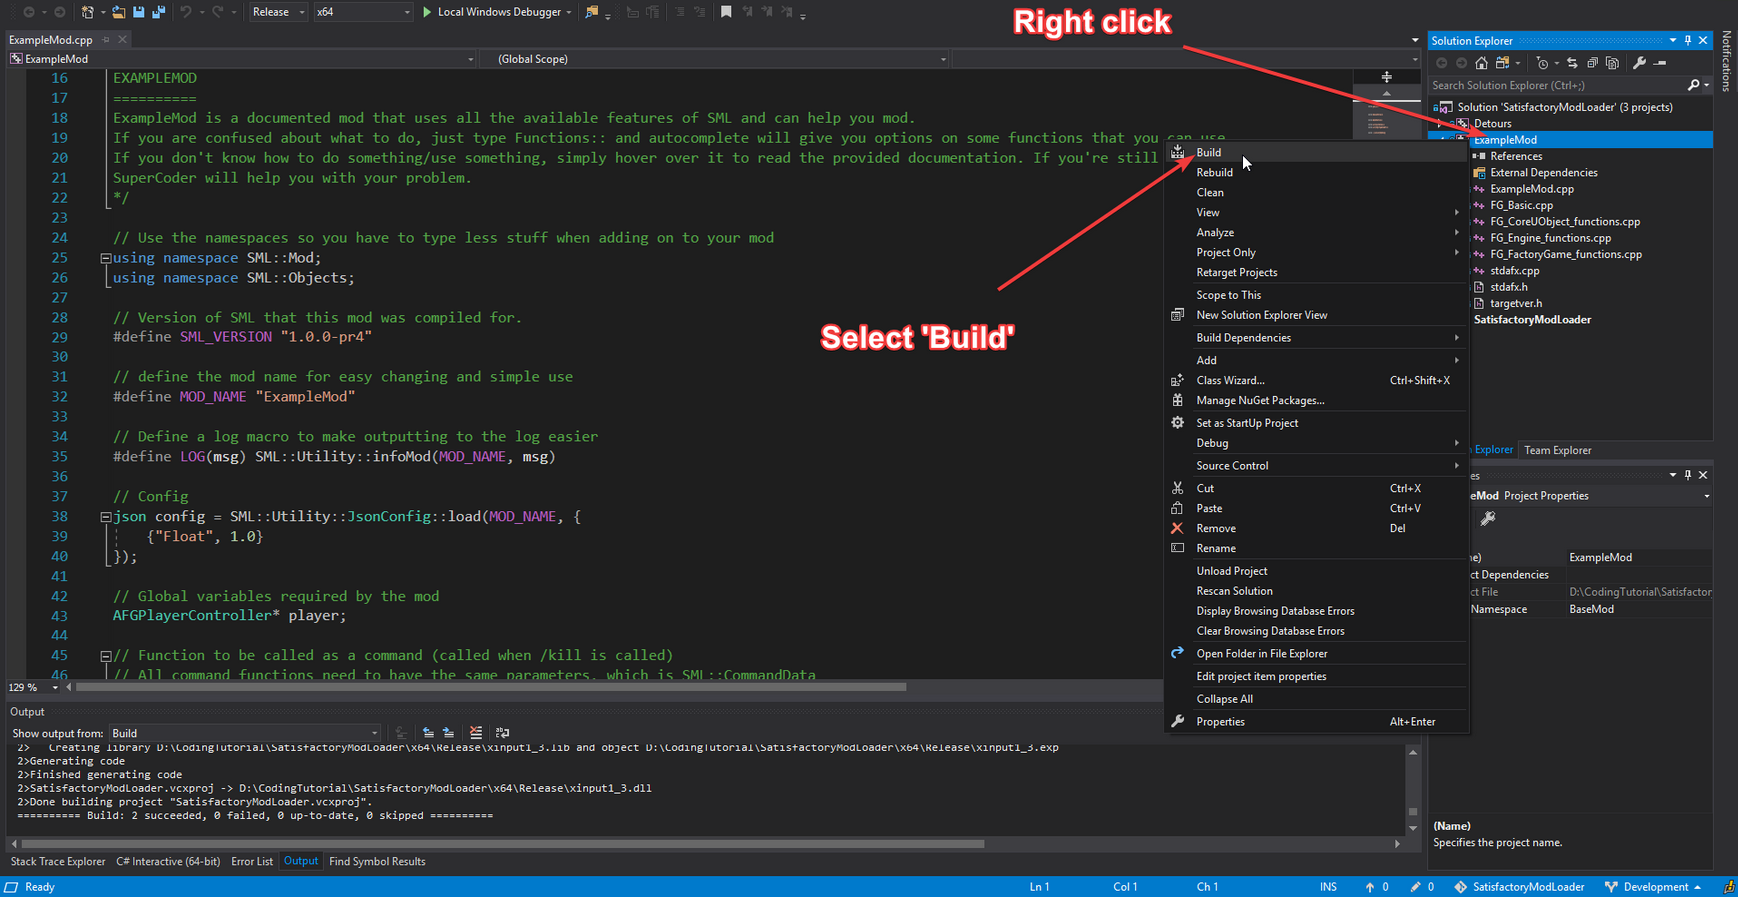 Release
x64
Local Windows Debugger
Right click
ExampleMod.cpp
Solution Explorer
Notifications
ExampleMod
(Global Scope)
Search Solution Explorer (Ctrl+;)
Solution 'SatisfactoryModLoader' (3 projects)
Detours
ExampleMod
References
External Dependencies
ExampleMod.cpp
FG_Basic.cpp
FG_CoreUObject_functions.cpp
FG_Engine_functions.cpp
FG_FactoryGame_functions.cpp
stdafx.cpp
stdafx.h
targetver.h
SatisfactoryModLoader
16 EXAMPLEMOD
17 ==========
18 ExampleMod is a documented mod that uses all the available features of SML and can help you mod.
19 If you are confused about what to do, just type Functions:: and autocomplete will give you options on some functions that you can use
20 If you don't know how to do something/use something, simply hover over it to read the provided documentation. If you're still
21 SuperCoder will help you with your problem.
22 */
23
24 // Use the namespaces so you have to type less stuff when adding on to your mod
25 using namespace SML::Mod;
26 using namespace SML::Objects;
27
28 // Version of SML that this mod was compiled for.
29 #define SML_VERSION "1.0.0-pr4"
30
31 // define the mod name for easy changing and simple use
32 #define MOD_NAME "ExampleMod"
33
34 // Define a log macro to make outputting to the log easier
35 #define LOG(msg) SML::Utility::infoMod(MOD_NAME, msg)
36
37 // Config
38 json config = SML::Utility::JsonConfig::load(MOD_NAME, {
39 {"Float", 1.0}
40 });
41
42 // Global variables required by the mod
43 AFGPlayerController* player;
44
45 // Function to be called as a command (called when /kill is called)
46 // All command functions need to have the same parameters, which is SML::CommandData
Select 'Build'
Build
Rebuild
Clean
View
Analyze
Project Only
Retarget Projects
Scope to This
New Solution Explorer View
Build Dependencies
Add
Class Wizard... Ctrl+Shift+X
Manage NuGet Packages...
Set as StartUp Project
Debug
Source Control
Cut Ctrl+X
Paste Ctrl+V
Remove Del
Rename
Unload Project
Rescan Solution
Display Browsing Database Errors
Clear Browsing Database Errors
Open Folder in File Explorer
Edit project item properties
Collapse All
Properties Alt+Enter
Explorer
Team Explorer
es
eMod Project Properties
e) ExampleMod
ct Dependencies
ct File D:\CodingTutorial\Satisfactor
Namespace BaseMod
(Name)
Specifies the project name.
129 %
Output
Show output from: Build
2> Creating library D:\CodingTutorial\SatisfactoryModLoader\x64\Release\xinput1_3.lib and object D:\CodingTutorial\SatisfactoryModLoader\x64\Release\xinput1_3.exp
2>Generating code
2>Finished generating code
2>SatisfactoryModLoader.vcxproj -> D:\CodingTutorial\SatisfactoryModLoader\x64\Release\xinput1_3.dll
2>Done building project "SatisfactoryModLoader.vcxproj".
========== Build: 2 succeeded, 0 failed, 0 up-to-date, 0 skipped ==========
Stack Trace Explorer
C# Interactive (64-bit)
Error List
Output
Find Symbol Results
Ready
Ln 1
Col 1
Ch 1
INS
0
0
SatisfactoryModLoader
Development